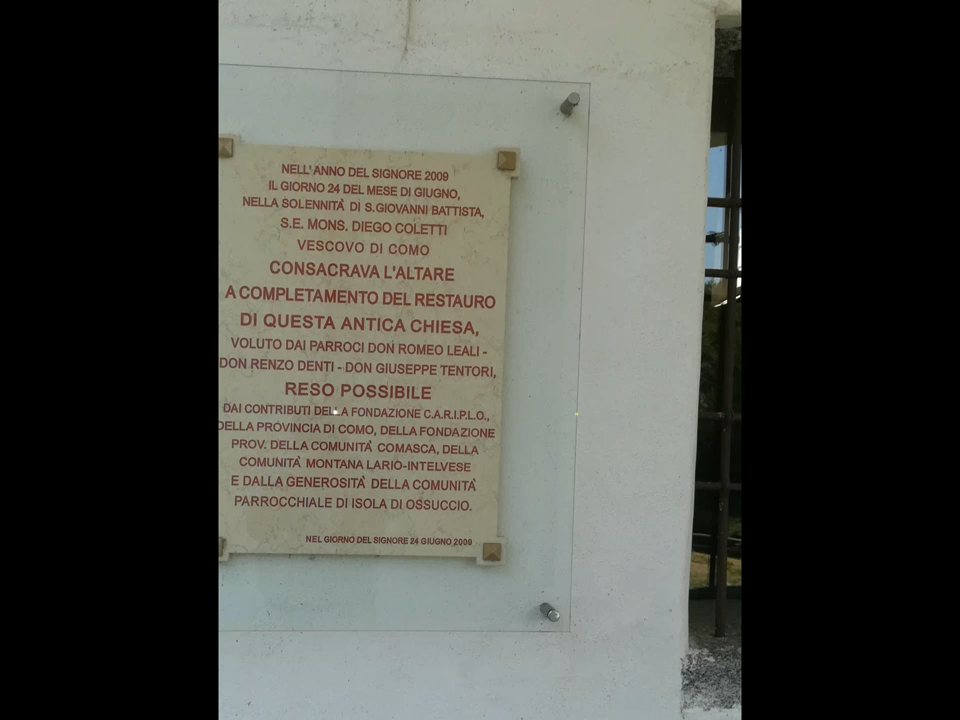 NELL'ANNO DEL SIGNORE 2009
IL GIORNO 24 DEL MESE DI GIUGNO,
NELLA SOLENNITÀ DI S.GIOVANNI BATTISTA,
S.E. MONS. DIEGO COLETTI
VESCOVO DI COMO
CONSACRAVA L'ALTARE
A COMPLETAMENTO DEL RESTAURO
DI QUESTA ANTICA CHIESA,
VOLUTO DAI PARROCI DON ROMEO LEALI -
DON RENZO DENTI - DON GIUSEPPE TENTORI,
RESO POSSIBILE
DAI CONTRIBUTI DELLA FONDAZIONE C.A.R.I.P.L.O.,
DELLA PROVINCIA DI COMO, DELLA FONDAZIONE
PROV. DELLA COMUNITÀ COMASCA, DELLA
COMUNITÀ MONTANA LARIO-INTELVESE
E DALLA GENEROSITÀ DELLA COMUNITÀ
PARROCCHIALE DI ISOLA DI OSSUCCIO.
NEL GIORNO DEL SIGNORE 24 GIUGNO 2009